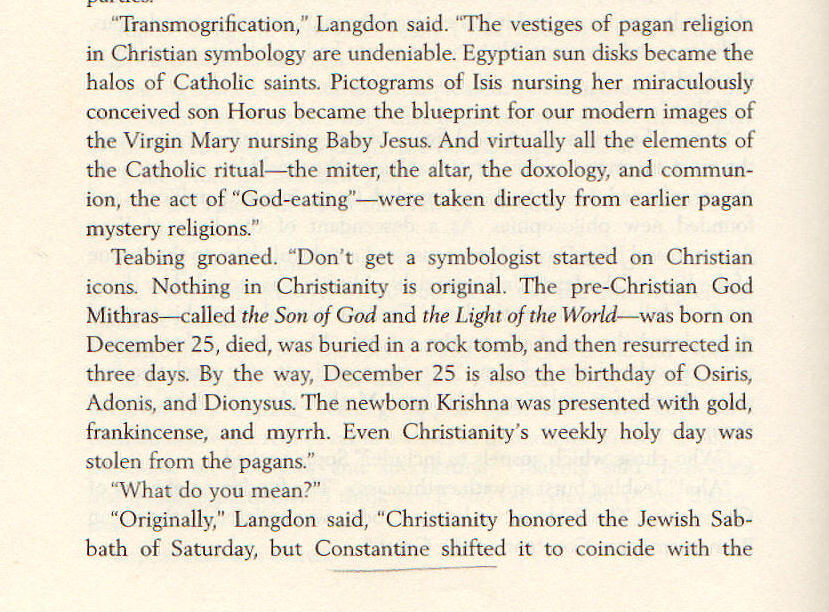 parties.
"Transmogrification," Langdon said. "The vestiges of pagan religion
in Christian symbology are undeniable. Egyptian sun disks became the
halos of Catholic saints. Pictograms of Isis nursing her miraculously
conceived son Horus became the blueprint for our modern images of
the Virgin Mary nursing Baby Jesus. And virtually all the elements of
the Catholic ritual—the miter, the altar, the doxology, and commun-
ion, the act of "God-eating"—were taken directly from earlier pagan
mystery religions."
Teabing groaned. "Don't get a symbologist started on Christian
icons. Nothing in Christianity is original. The pre-Christian God
Mithras—called the Son of God and the Light of the World—was born on
December 25, died, was buried in a rock tomb, and then resurrected in
three days. By the way, December 25 is also the birthday of Osiris,
Adonis, and Dionysus. The newborn Krishna was presented with gold,
frankincense, and myrrh. Even Christianity's weekly holy day was
stolen from the pagans."
"What do you mean?"
"Originally," Langdon said, "Christianity honored the Jewish Sab-
bath of Saturday, but Constantine shifted it to coincide with the